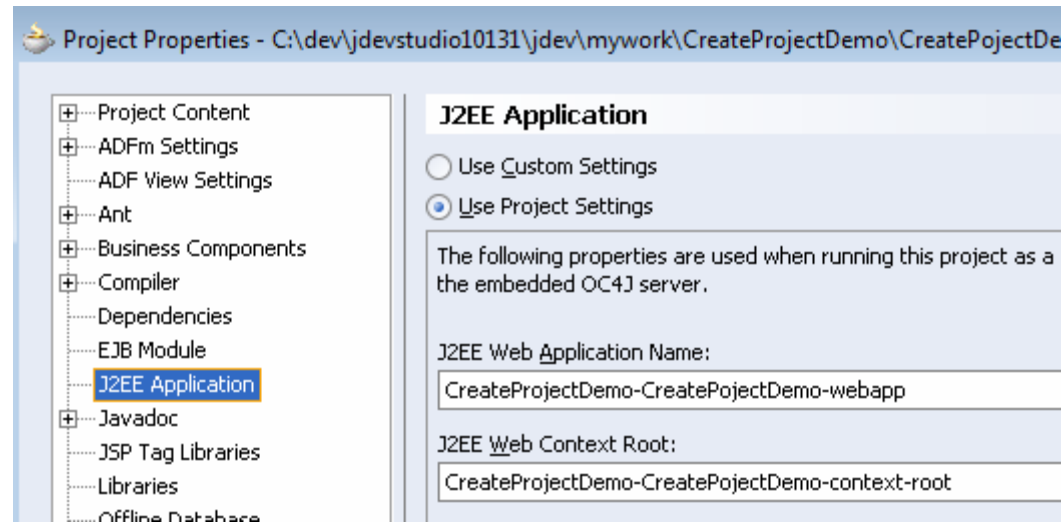 Project Properties - C:\dev\jdevstudio10131\jdev\mywork\CreateProjectDemo\CreatePojectDe
Project Content
ADFm Settings
ADF View Settings
Ant
Business Components
Compiler
Dependencies
EJB Module
J2EE Application
Javadoc
JSP Tag Libraries
Libraries
Offline Database
J2EE Application
Use Custom Settings
Use Project Settings
The following properties are used when running this project as a
the embedded OC4J server.
J2EE Web Application Name:
CreateProjectDemo-CreatePojectDemo-webapp
J2EE Web Context Root:
CreateProjectDemo-CreatePojectDemo-context-root